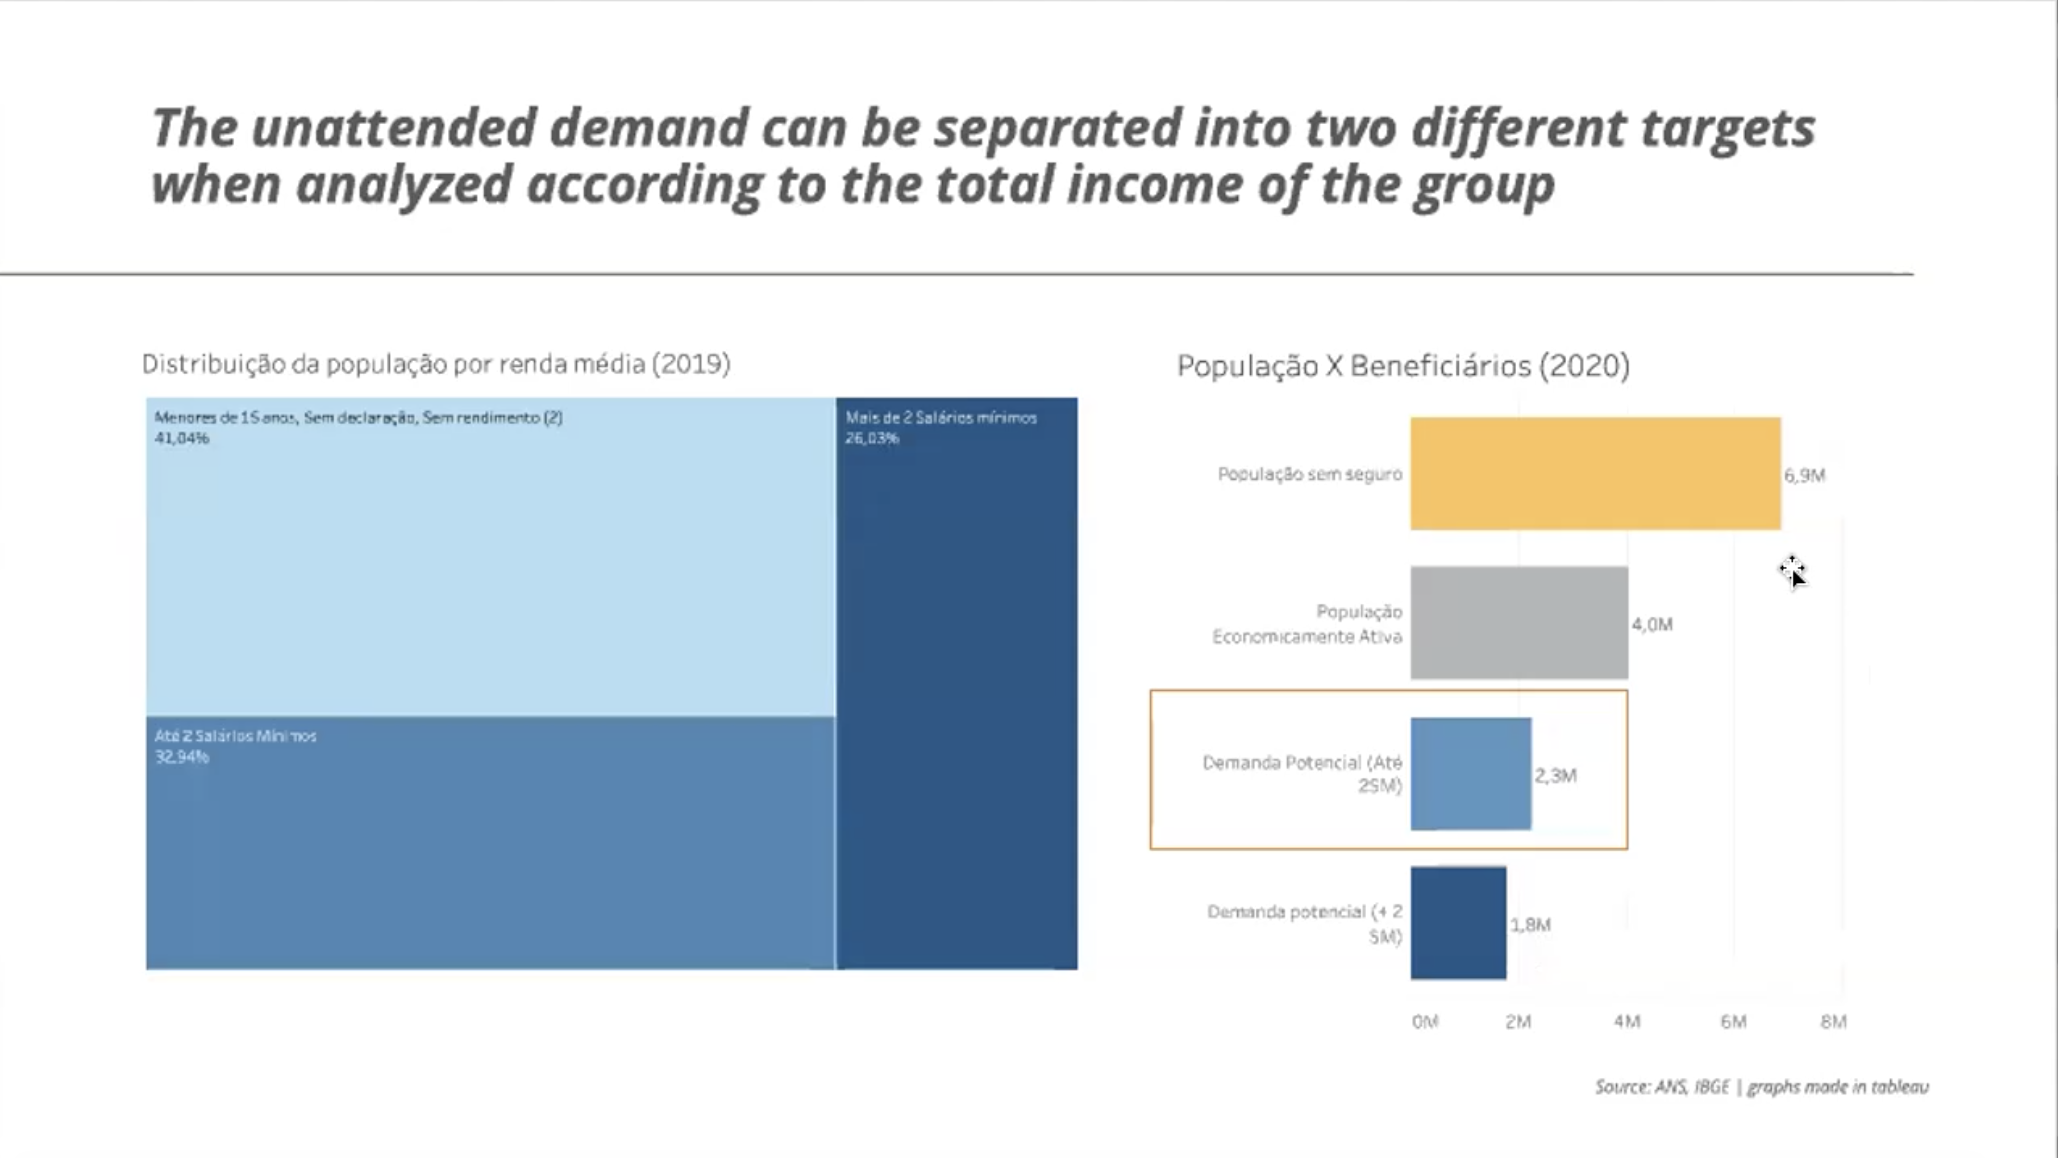 The unattended demand can be separated into two different targets
when analyzed according to the total income of the group
Distribuição da população por renda média (2019)
Menores de 15 anos, Sem declaração, Sem rendimento (2)
41,04%
Mais de 2 Salários mínimos
26,03%
Até 2 Salários Mínimos
32,94%
População X Beneficiários (2020)
População sem seguro
6,9M
População
Economicamente Ativa
4,0M
Demanda Potencial (Até
2SM)
2,3M
Demanda potencial (+ 2
SM)
1,8M
0M 2M 4M 6M 8M
Source: ANS, IBGE | graphs made in tableau